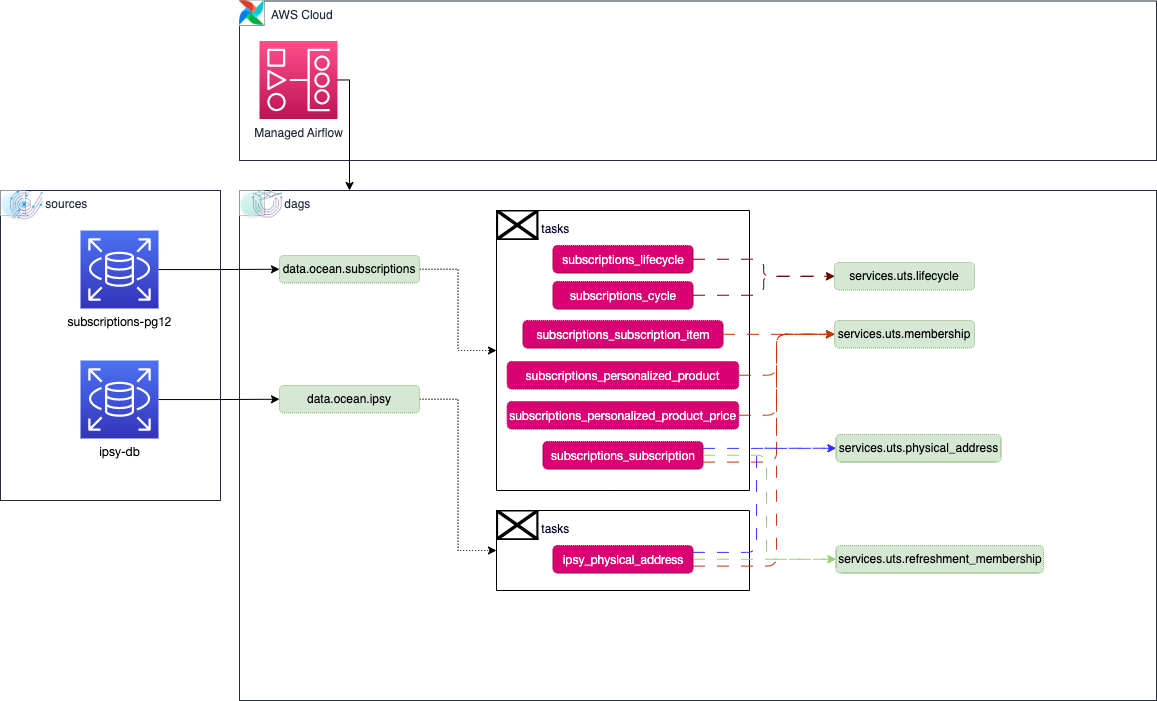 AWS Cloud
Managed Airflow
sources
subscriptions-pg12
ipsy-db
dags
data.ocean.subscriptions
data.ocean.ipsy
tasks
subscriptions_lifecycle
subscriptions_cycle
subscriptions_subscription_item
subscriptions_personalized_product
subscriptions_personalized_product_price
subscriptions_subscription
tasks
ipsy_physical_address
services.uts.lifecycle
services.uts.membership
services.uts.physical_address
services.uts.refreshment_membership